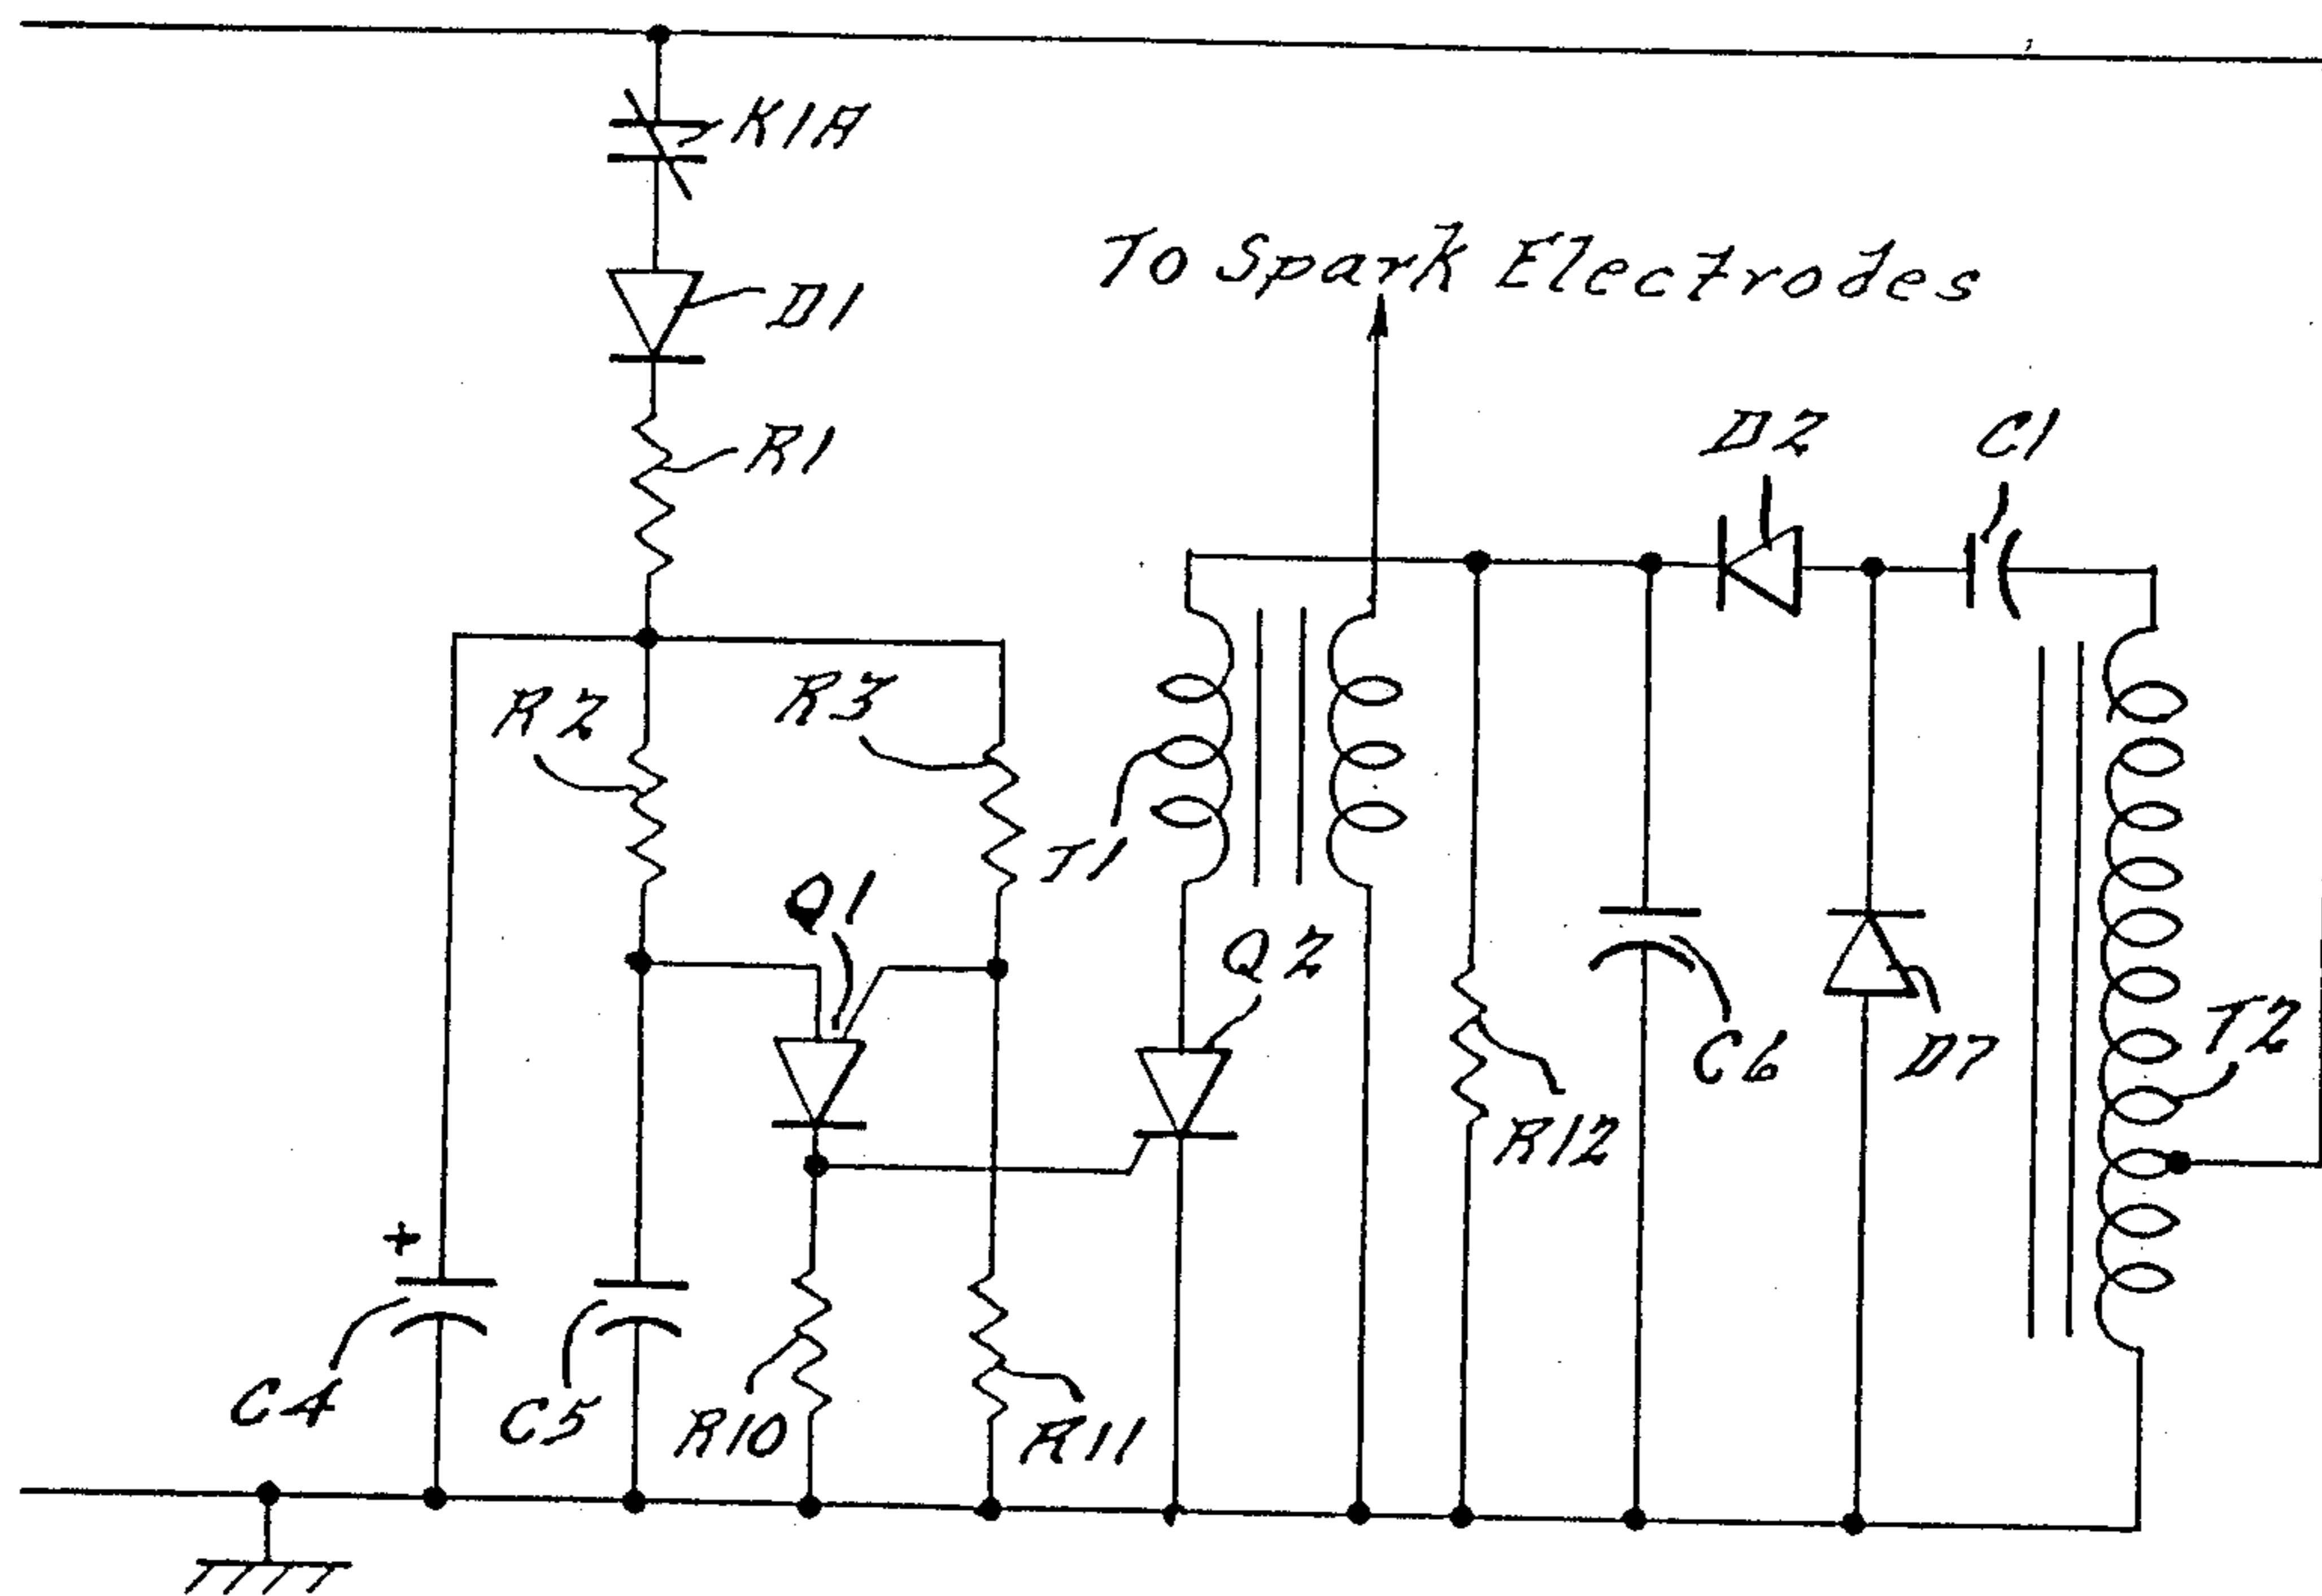 K1A
D1
To Spark Electrodes
R1
D2
C1
R2
R3
T1
Q1
Q2
C6
D7
T2
R12
+
C4
C5
R10
R11